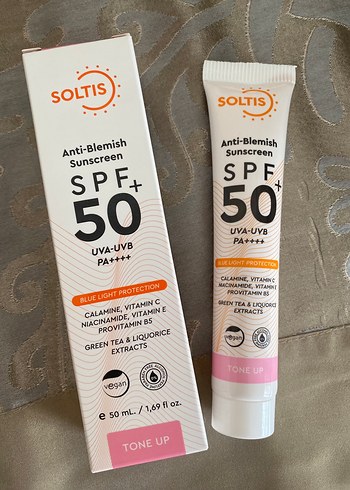 SOLTIS
Anti-Blemish
Sunscreen
SPF
50+
UVA-UVB
PA++++
BLUE LIGHT PROTECTION
CALAMINE, VITAMIN C
NIACINAMIDE, VITAMIN E
PROVITAMIN B5
GREEN TEA & LIQUORICE
EXTRACTS
vegan
e 50 mL. / 1,69 fl oz.
TONE UP
SOLTIS
Anti-Blemish
Sunscreen
SPF
50+
UVA-UVB
PA++++
BLUE LIGHT PROTECTION
CALAMINE, VITAMIN C
NIACINAMIDE, VITAMIN E
PROVITAMIN B5
GREEN TEA & LIQUORICE
EXTRACTS
vegan
TONE UP